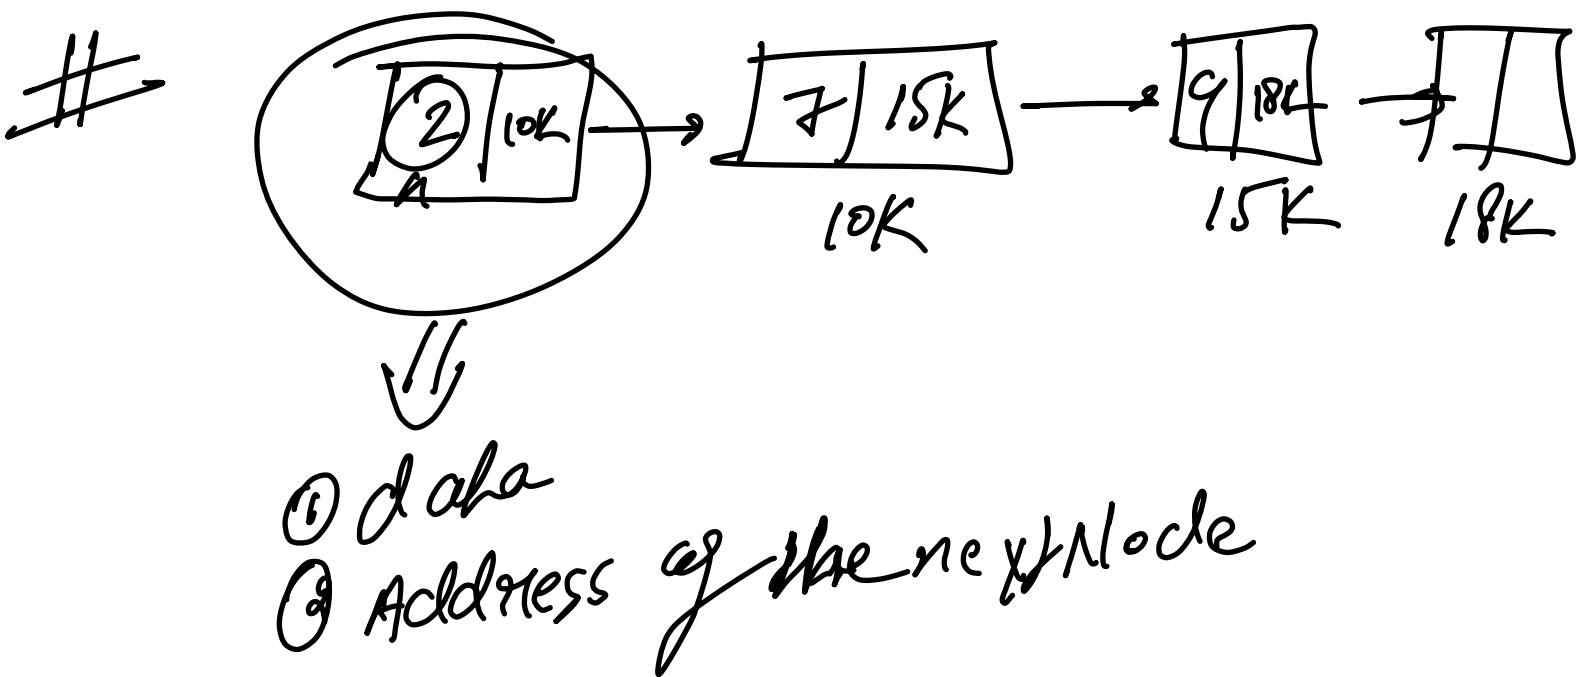 #
2 10K 7 15K 9 18K
10K 15K 18K
① data
② Address of the next Node